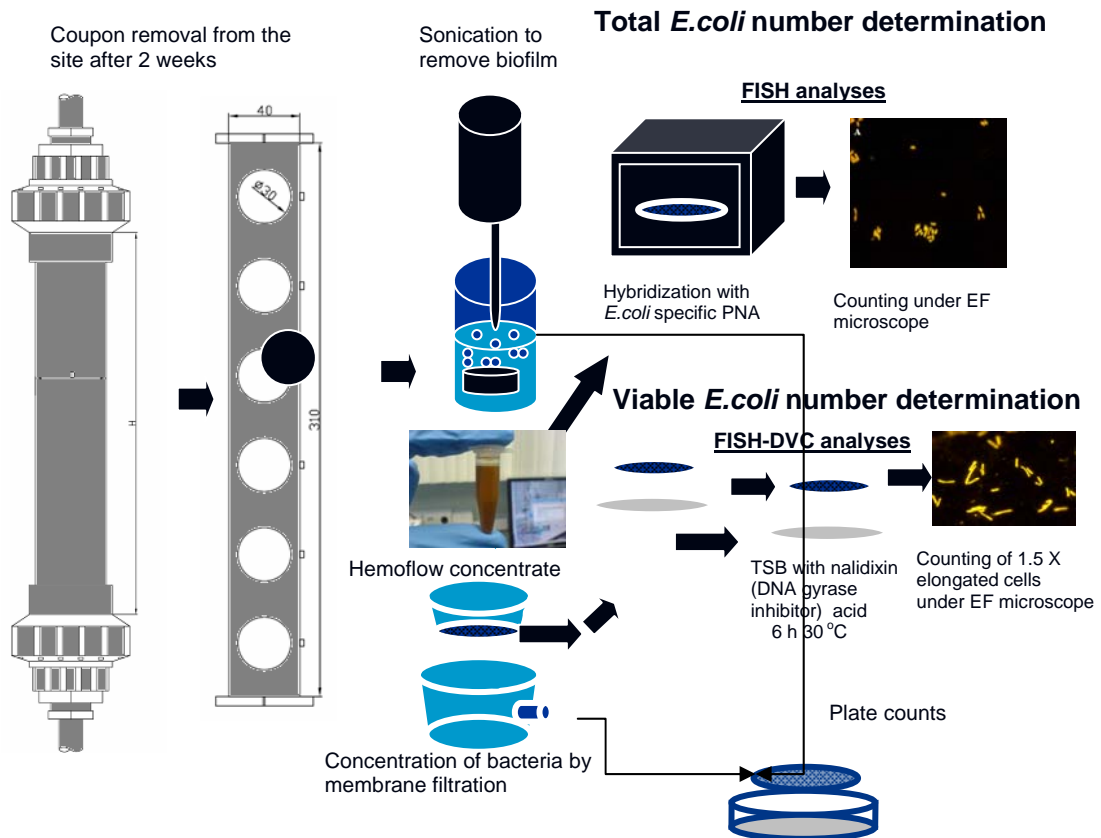 Total E.coli number determination
Coupon removal from the
site after 2 weeks
Sonication to
remove biofilm
FISH analyses
A
40
ø30
310
H
Hybridization with
E.coli specific PNA
Counting under EF
microscope
Viable E.coli number determination
FISH-DVC analyses
Hemoflow concentrate
TSB with nalidixin
(DNA gyrase
inhibitor) acid
6 h 30 °C
Counting of 1.5 X
elongated cells
under EF microscope
Plate counts
Concentration of bacteria by
membrane filtration